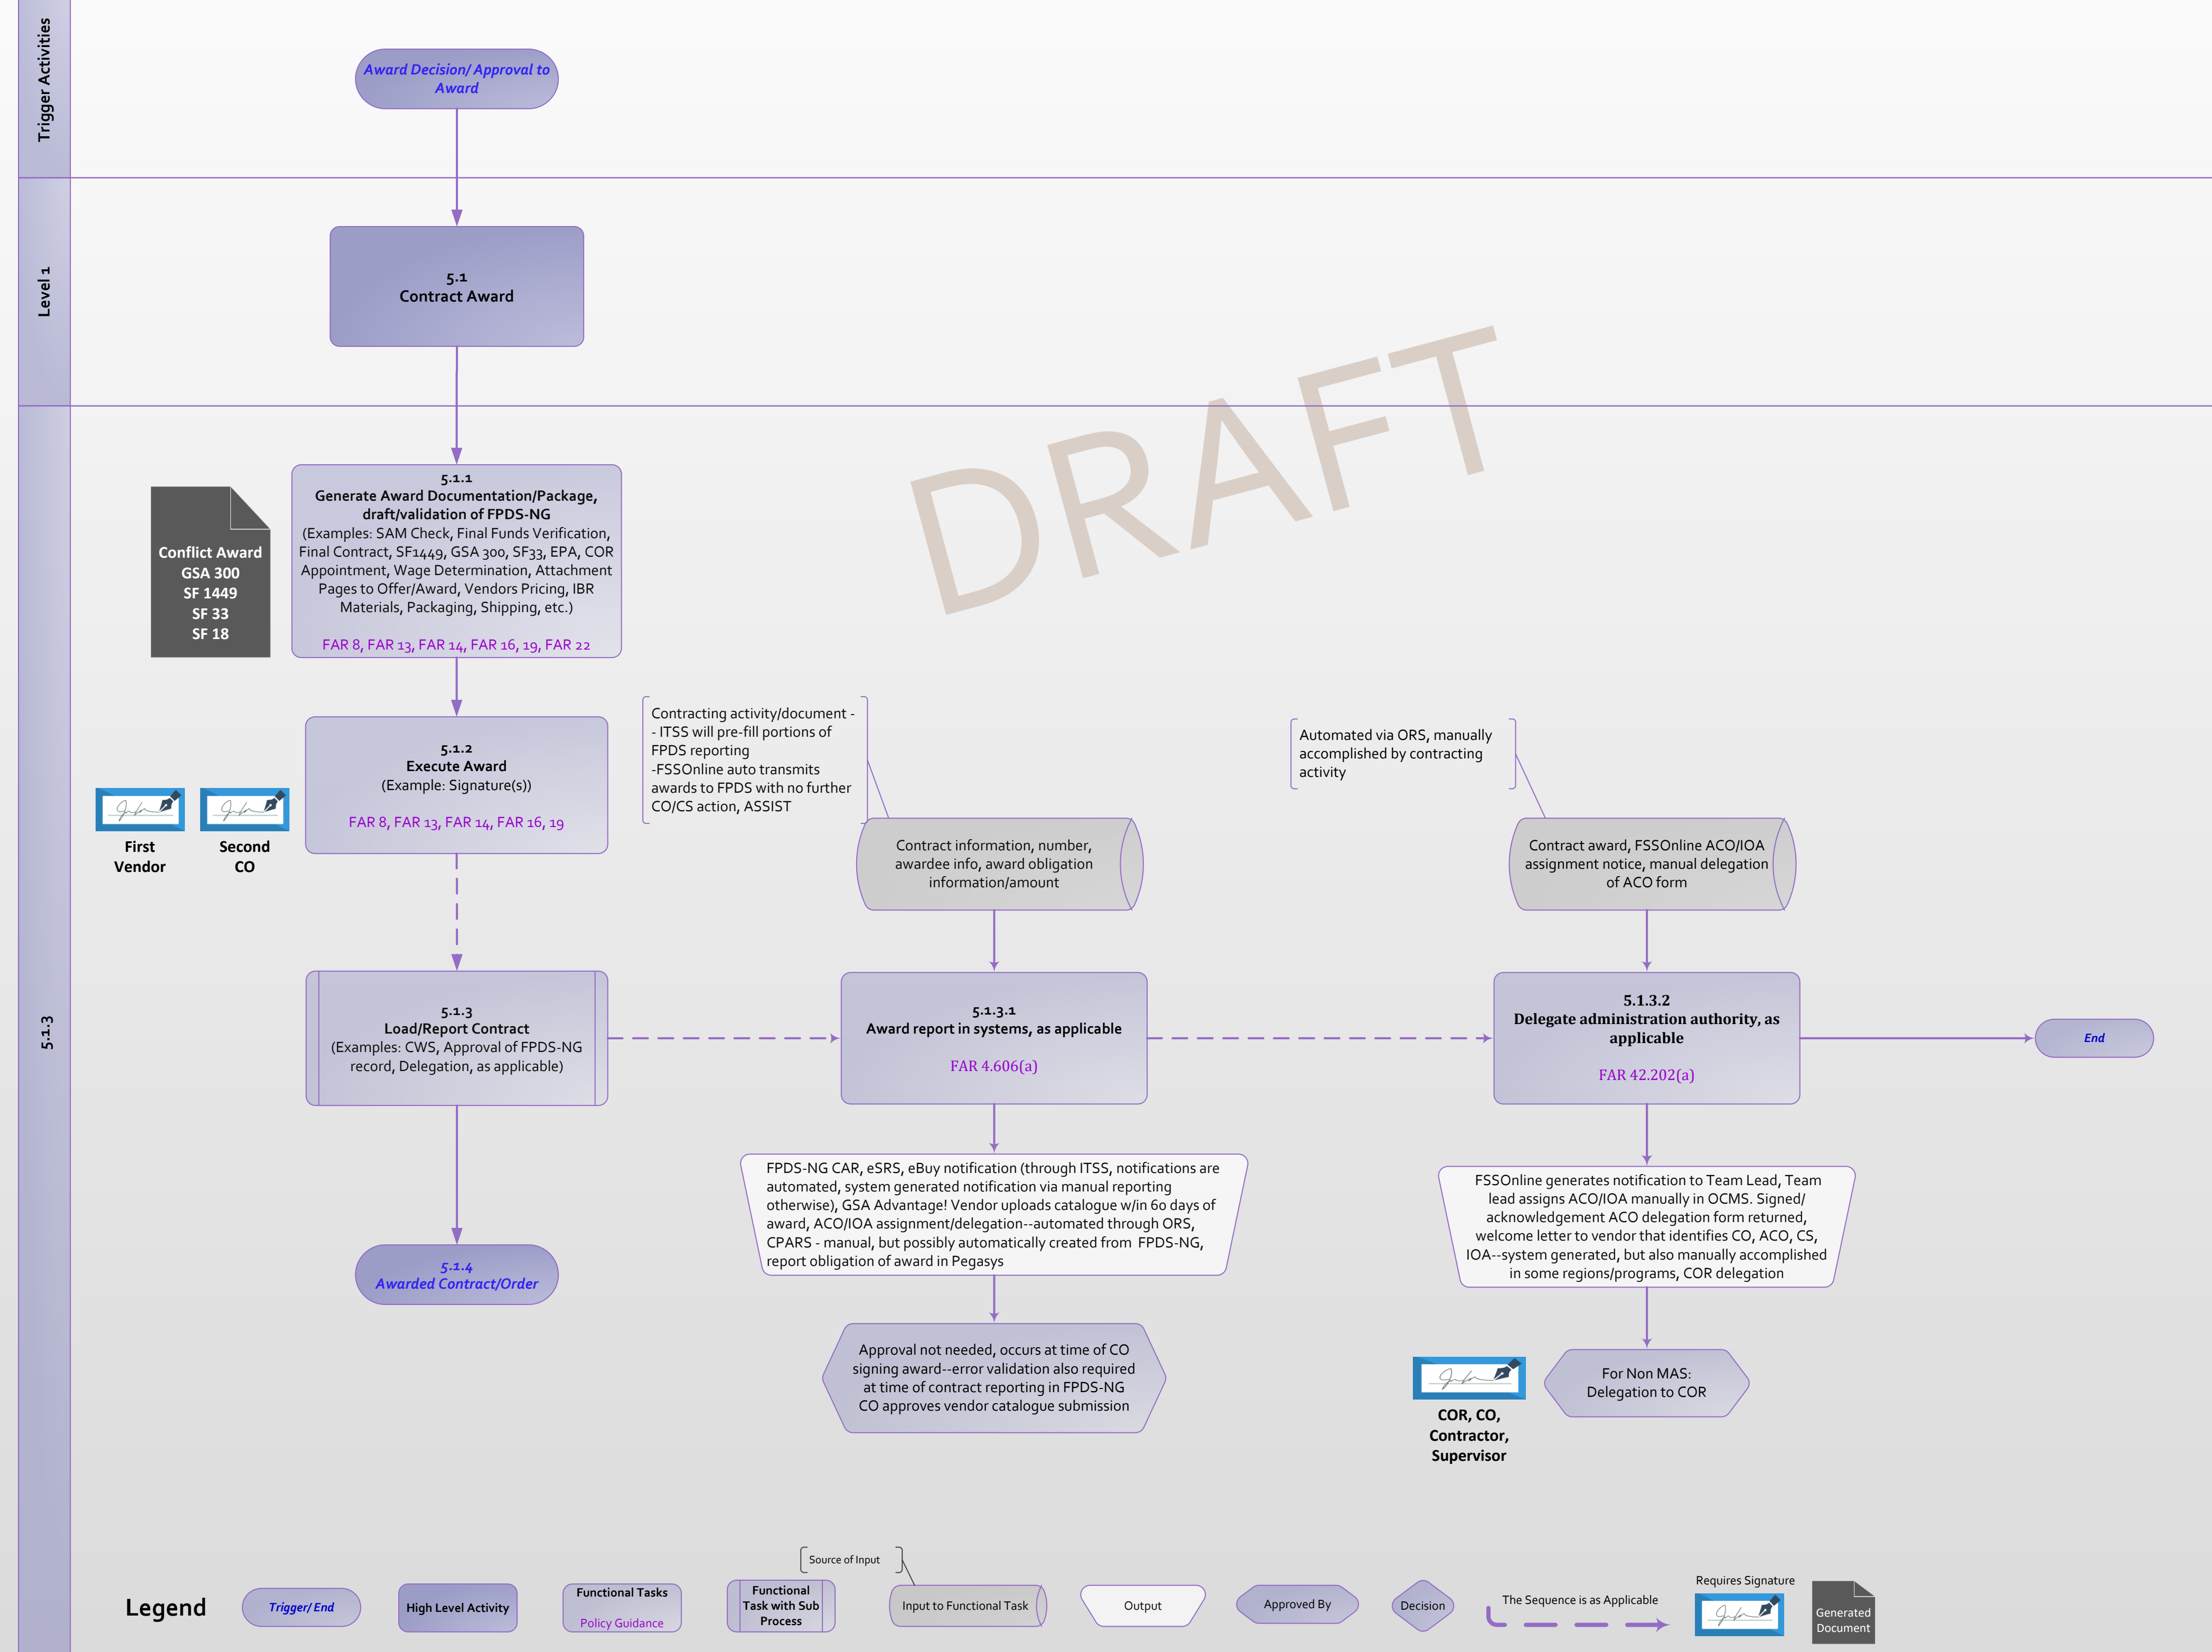 Trigger Activities
Award Decision/ Approval to
Award
Level 1
5.1
Contract Award
DRAFT
5.1.3
Conflict Award
GSA 300
SF 1449
SF 33
SF 18
5.1.1
Generate Award Documentation/Package,
draft/validation of FPDS-NG
(Examples: SAM Check, Final Funds Verification,
Final Contract, SF1449, GSA 300, SF33, EPA, COR
Appointment, Wage Determination, Attachment
Pages to Offer/Award, Vendors Pricing, IBR
Materials, Packaging, Shipping, etc.)
FAR 8, FAR 13, FAR 14, FAR 16, 19, FAR 22
5.1.2
Execute Award
(Example: Signature(s))
FAR 8, FAR 13, FAR 14, FAR 16, 19
First
Vendor
Second
CO
Contracting activity/document -
- ITSS will pre-fill portions of
FPDS reporting
-FSSOnline auto transmits
awards to FPDS with no further
CO/CS action, ASSIST
Automated via ORS, manually
accomplished by contracting
activity
Contract information, number,
awardee info, award obligation
information/amount
Contract award, FSSOnline ACO/IOA
assignment notice, manual delegation
of ACO form
5.1.3
Load/Report Contract
(Examples: CWS, Approval of FPDS-NG
record, Delegation, as applicable)
5.1.3.1
Award report in systems, as applicable
FAR 4.606(a)
5.1.3.2
Delegate administration authority, as
applicable
FAR 42.202(a)
End
5.1.4
Awarded Contract/Order
FPDS-NG CAR, eSRS, eBuy notification (through ITSS, notifications are
automated, system generated notification via manual reporting
otherwise), GSA Advantage! Vendor uploads catalogue w/in 60 days of
award, ACO/IOA assignment/delegation--automated through ORS,
CPARS - manual, but possibly automatically created from FPDS-NG,
report obligation of award in Pegasys
FSSOnline generates notification to Team Lead, Team
lead assigns ACO/IOA manually in OCMS. Signed/
acknowledgement ACO delegation form returned,
welcome letter to vendor that identifies CO, ACO, CS,
IOA--system generated, but also manually accomplished
in some regions/programs, COR delegation
Approval not needed, occurs at time of CO
signing award--error validation also required
at time of contract reporting in FPDS-NG
CO approves vendor catalogue submission
For Non MAS:
Delegation to COR
COR, CO,
Contractor,
Supervisor
Legend
Trigger/ End
High Level Activity
Functional Tasks
Policy Guidance
Functional
Task with Sub
Process
Source of Input
Input to Functional Task
Output
Approved By
Decision
The Sequence is as Applicable
Requires Signature
Generated
Document